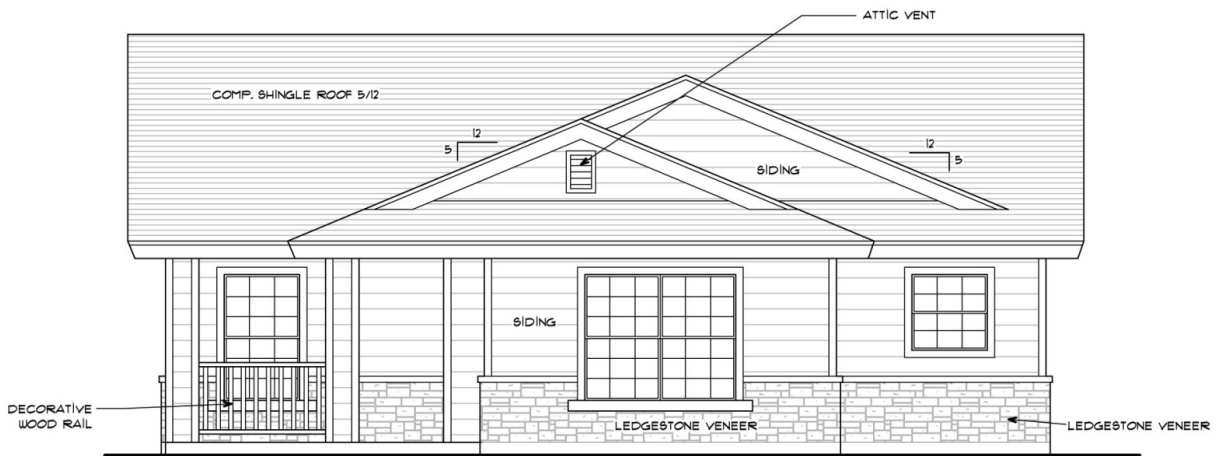 ATTIC VENT
COMP. SHINGLE ROOF 5/12
12
5
12
5
SIDING
SIDING
DECORATIVE
WOOD RAIL
LEDGESTONE VENEER
LEDGESTONE VENEER